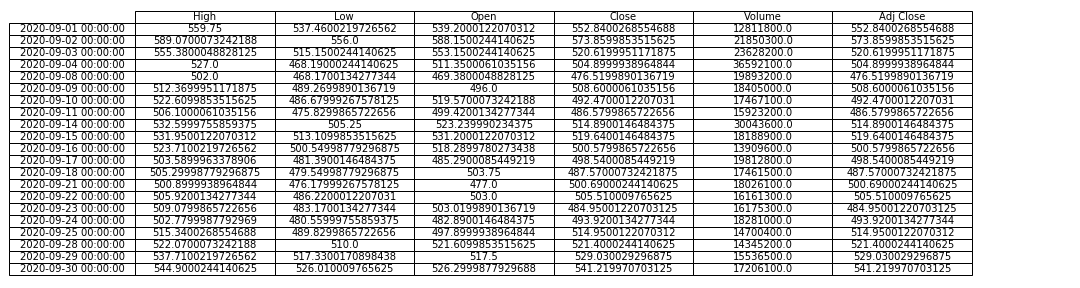 High Low Open Close Volume Adj Close
2020-09-01 00:00:00 559.75 537.4600219726562 539.2000122070312 552.8400268554688 12811800.0 552.8400268554688
2020-09-02 00:00:00 589.0700073242188 556.0 588.1500244140625 573.8599853515625 21850300.0 573.8599853515625
2020-09-03 00:00:00 555.3800048828125 515.1500244140625 553.1500244140625 520.6199951171875 23628200.0 520.6199951171875
2020-09-04 00:00:00 527.0 468.19000244140625 511.3500061035156 504.8999938964844 36592100.0 504.8999938964844
2020-09-08 00:00:00 502.0 468.1700134277344 469.3800048828125 476.5199890136719 19893200.0 476.5199890136719
2020-09-09 00:00:00 512.3699951171875 489.2699890136719 496.0 508.6000061035156 18405000.0 508.6000061035156
2020-09-10 00:00:00 522.6099853515625 486.67999267578125 519.5700073242188 492.4700012207031 17467100.0 492.4700012207031
2020-09-11 00:00:00 506.1000061035156 475.8299865722656 499.4200134277344 486.5799865722656 15923200.0 486.5799865722656
2020-09-14 00:00:00 532.5999755859375 505.25 523.239990234375 514.8900146484375 30043600.0 514.8900146484375
2020-09-15 00:00:00 531.9500122070312 513.1099853515625 531.2000122070312 519.6400146484375 18188900.0 519.6400146484375
2020-09-16 00:00:00 523.7100219726562 500.54998779296875 518.2899780273438 500.5799865722656 13909600.0 500.5799865722656
2020-09-17 00:00:00 503.5899963378906 481.3900146484375 485.2900085449219 498.5400085449219 19812800.0 498.5400085449219
2020-09-18 00:00:00 505.29998779296875 479.54998779296875 503.75 487.57000732421875 17461500.0 487.57000732421875
2020-09-21 00:00:00 500.8999938964844 476.17999267578125 477.0 500.69000244140625 18026100.0 500.69000244140625
2020-09-22 00:00:00 505.9200134277344 486.2200012207031 503.0 505.510009765625 16161300.0 505.510009765625
2020-09-23 00:00:00 509.0799865722656 483.1700134277344 503.0199890136719 484.95001220703125 16175300.0 484.95001220703125
2020-09-24 00:00:00 502.7799987792969 480.55999755859375 482.8900146484375 493.9200134277344 18281000.0 493.9200134277344
2020-09-25 00:00:00 515.3400268554688 489.8299865722656 497.8999938964844 514.9500122070312 14700400.0 514.9500122070312
2020-09-28 00:00:00 522.0700073242188 510.0 521.6099853515625 521.4000244140625 14345200.0 521.4000244140625
2020-09-29 00:00:00 537.7100219726562 517.3300170898438 517.5 529.030029296875 15536500.0 529.030029296875
2020-09-30 00:00:00 544.9000244140625 526.010009765625 526.2999877929688 541.219970703125 17206100.0 541.219970703125